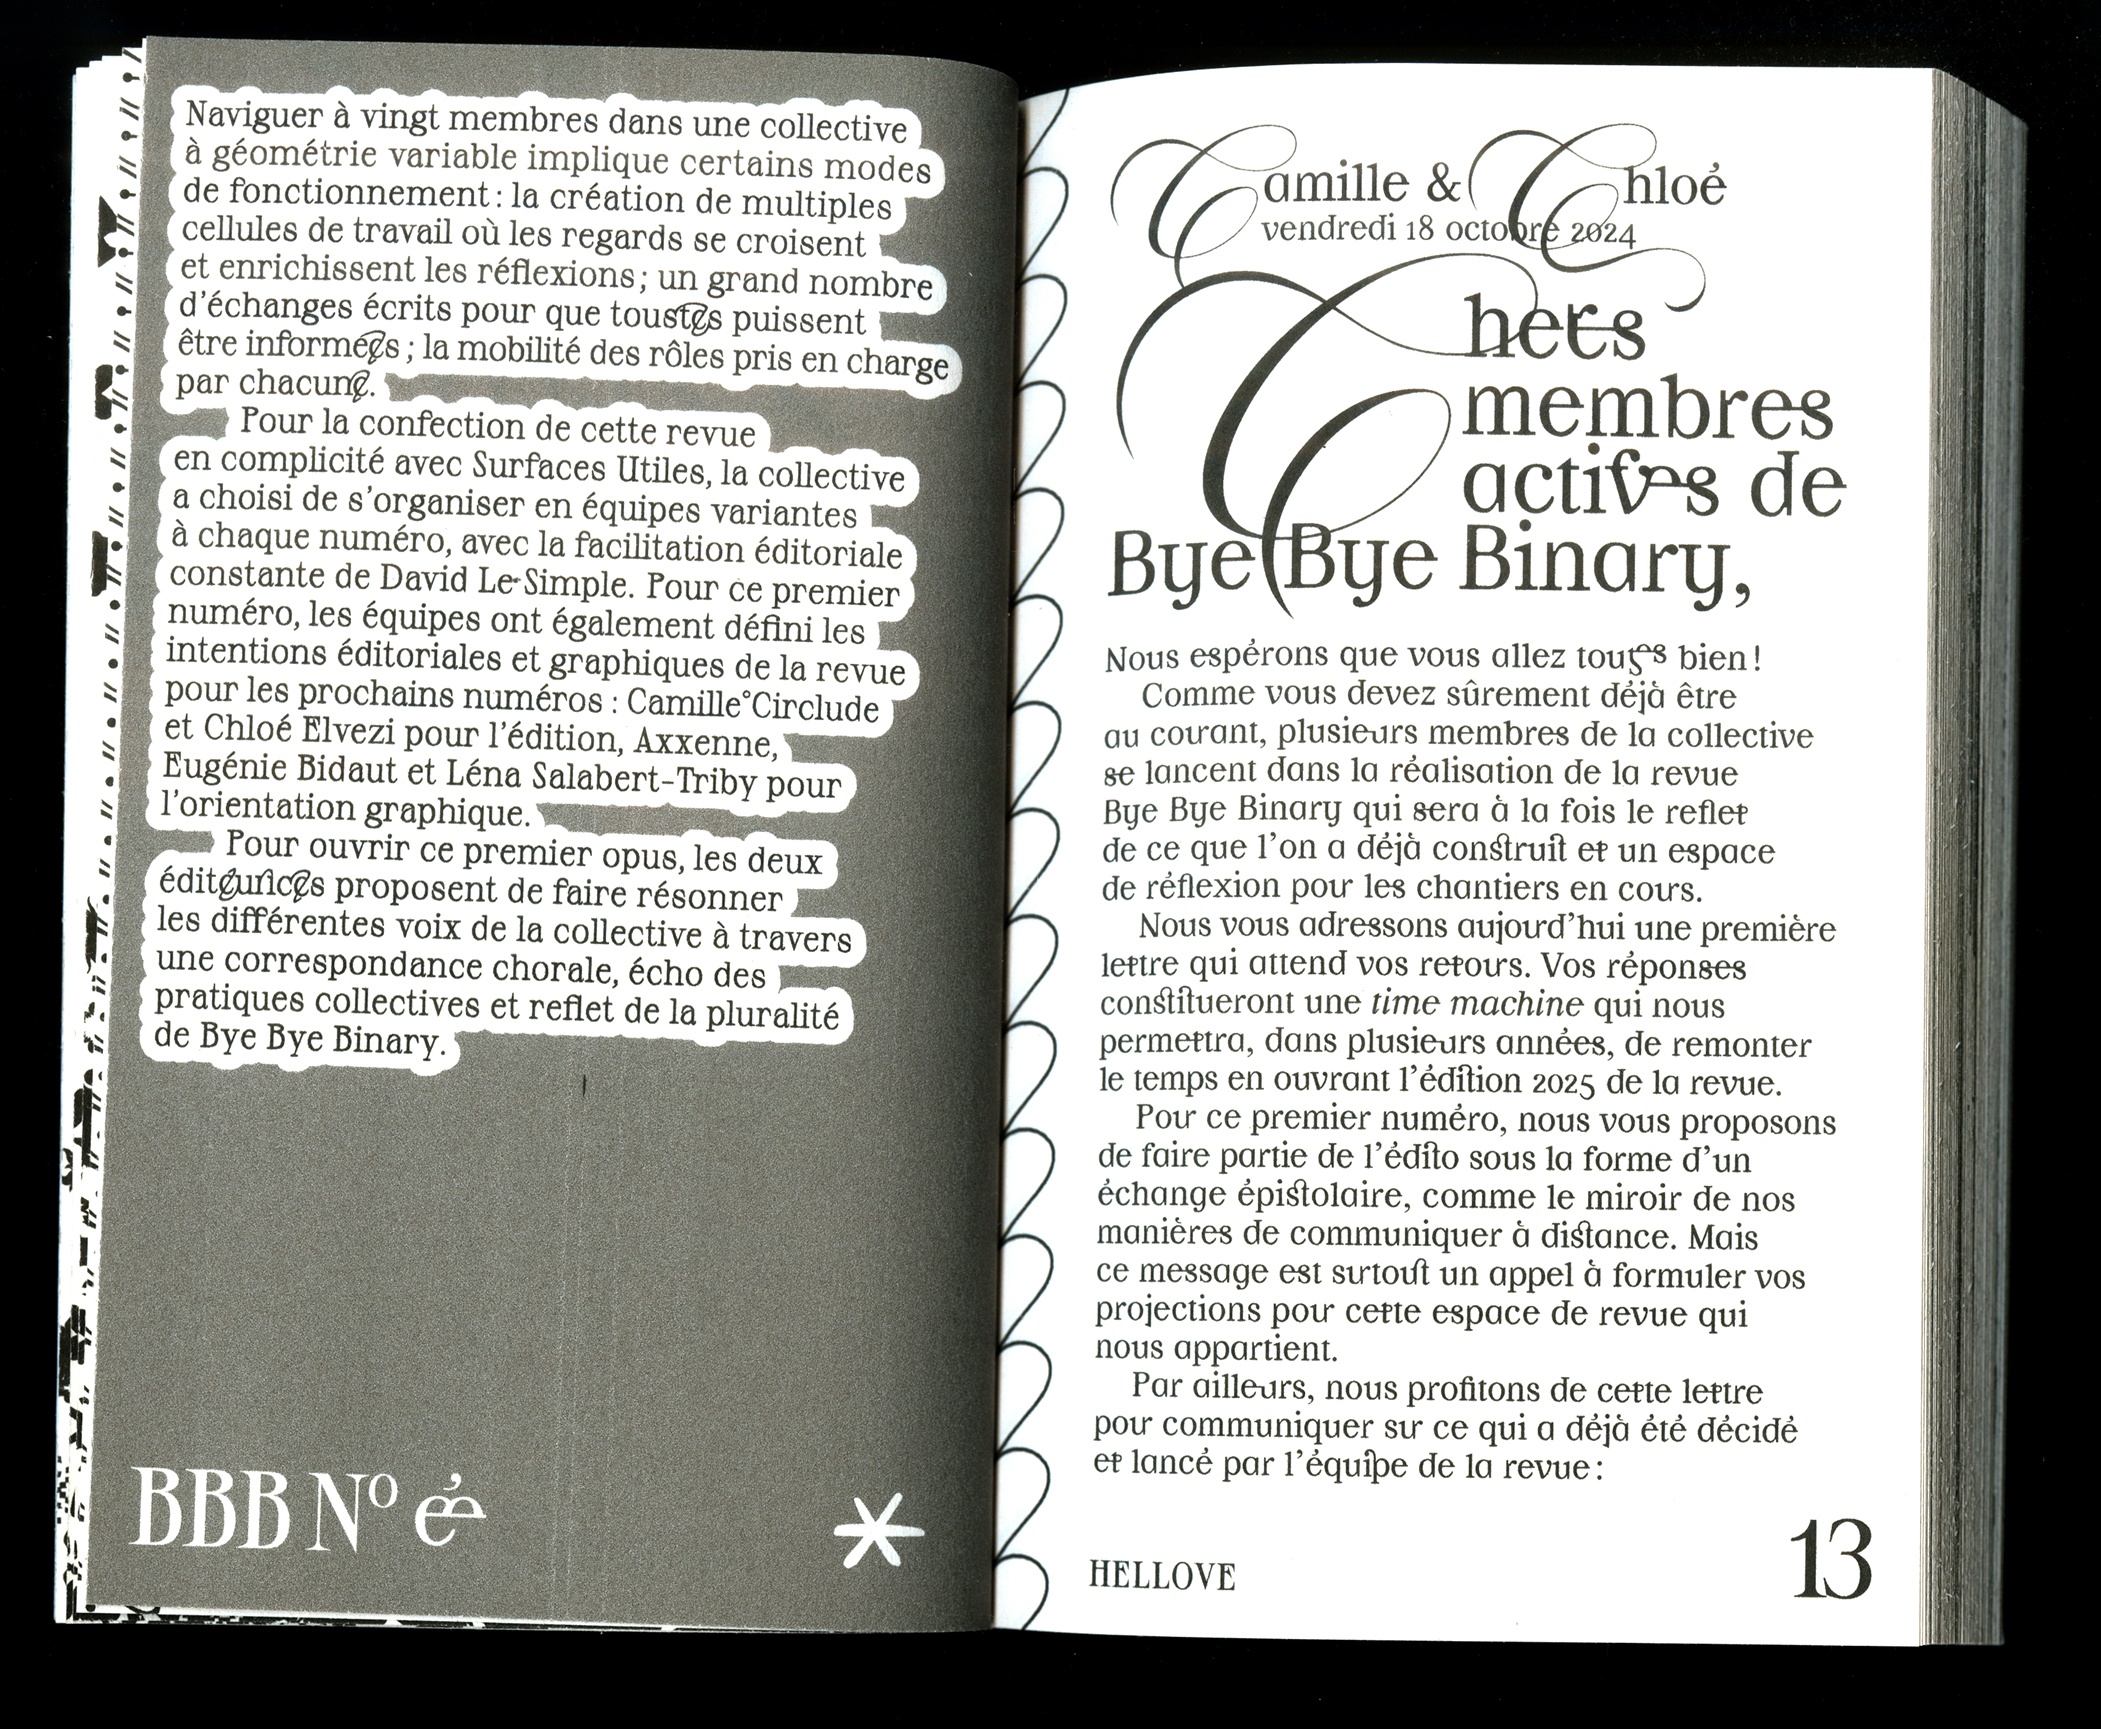 Naviguer à vingt membres dans une collective
à géométrie variable implique certains modes
de fonctionnement : la création de multiples
cellules de travail où les regards se croisent
et enrichissent les réflexions ; un grand nombre
d'échanges écrits pour que toustes puissent
être informées ; la mobilité des rôles pris en charge
par chacune.
Pour la confection de cette revue
en complicité avec Surfaces Utiles, la collective
a choisi de s'organiser en équipes variantes
à chaque numéro, avec la facilitation éditoriale
constante de David Le·Simple. Pour ce premier
numéro, les équipes ont également défini les
intentions éditoriales et graphiques de la revue
pour les prochains numéros : Camille°Circlude
et Chloé Elvezi pour l'édition, Axxenne,
Eugénie Bidaut et Léna Salabert-Triby pour
l'orientation graphique.
Pour ouvrir ce premier opus, les deux
éditeurices proposent de faire résonner
les différentes voix de la collective à travers
une correspondance chorale, écho des
pratiques collectives et reflet de la pluralité
de Bye Bye Binary.
BBB Nº é
*
Camille & Chloé
vendredi 18 octobre 2024
Chers
membres
actives de
Bye Bye Binary,
Nous espérons que vous allez toustes bien !
Comme vous devez sûrement déjà être
au courant, plusieurs membres de la collective
se lancent dans la réalisation de la revue
Bye Bye Binary qui sera à la fois le reflet
de ce que l'on a déjà construit et un espace
de réflexion pour les chantiers en cours.
Nous vous adressons aujourd'hui une première
lettre qui attend vos retours. Vos réponses
constitueront une time machine qui nous
permettra, dans plusieurs années, de remonter
le temps en ouvrant l'édition 2025 de la revue.
Pour ce premier numéro, nous vous proposons
de faire partie de l'édito sous la forme d'un
échange épistolaire, comme le miroir de nos
manières de communiquer à distance. Mais
ce message est surtout un appel à formuler vos
projections pour cette espace de revue qui
nous appartient.
Par ailleurs, nous profitons de cette lettre
pour communiquer sur ce qui a déjà été décidé
et lancé par l'équipe de la revue :
HELLOVE
13